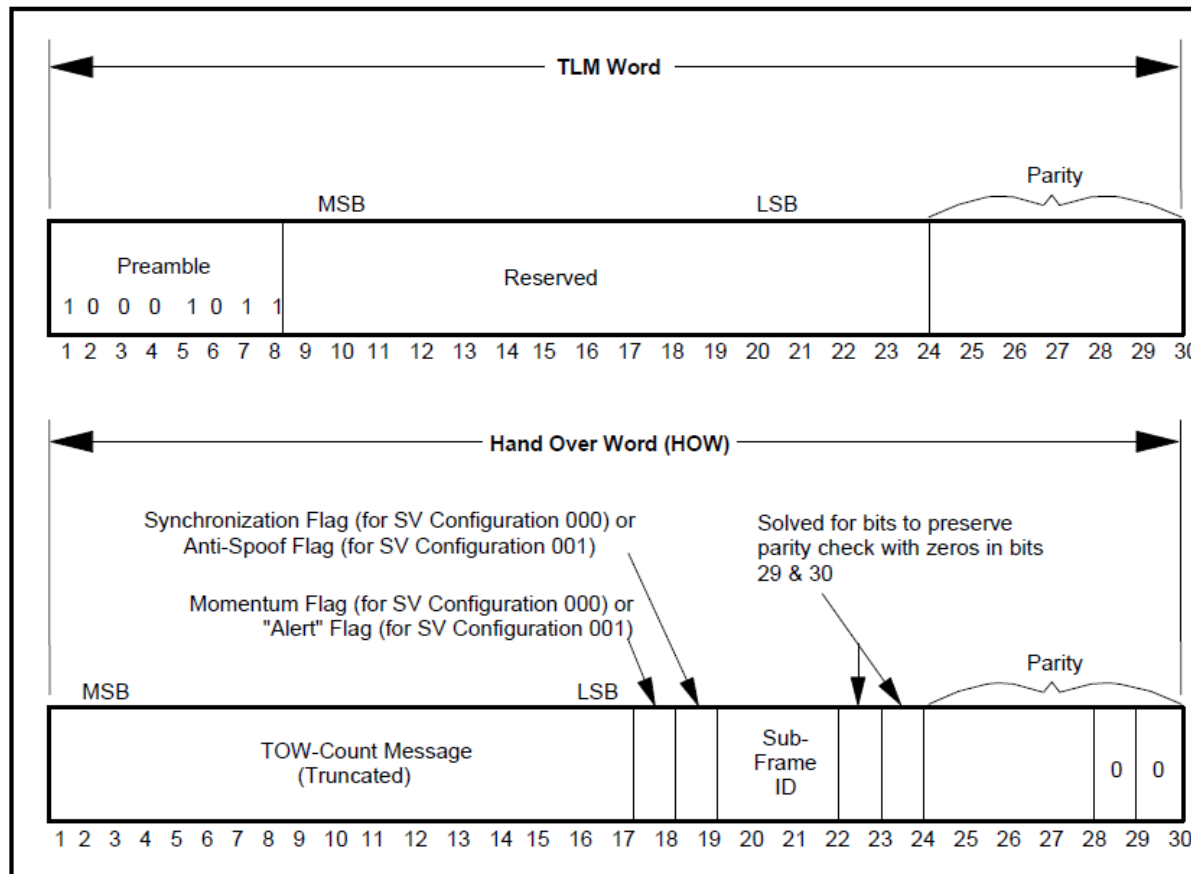 TLM Word
Parity
MSB LSB
Preamble
Reserved
1 0 0 0 1 0 1 1
1 2 3 4 5 6 7 8 9 10 11 12 13 14 15 16 17 18 19 20 21 22 23 24 25 26 27 28 29 30
Hand Over Word (HOW)
Synchronization Flag (for SV Configuration 000) or
Anti-Spoof Flag (for SV Configuration 001)
Momentum Flag (for SV Configuration 000) or
"Alert" Flag (for SV Configuration 001)
Solved for bits to preserve
parity check with zeros in bits
29 & 30
Parity
MSB LSB
TOW-Count Message
(Truncated)
Sub-
Frame
ID
0 0
1 2 3 4 5 6 7 8 9 10 11 12 13 14 15 16 17 18 19 20 21 22 23 24 25 26 27 28 29 30